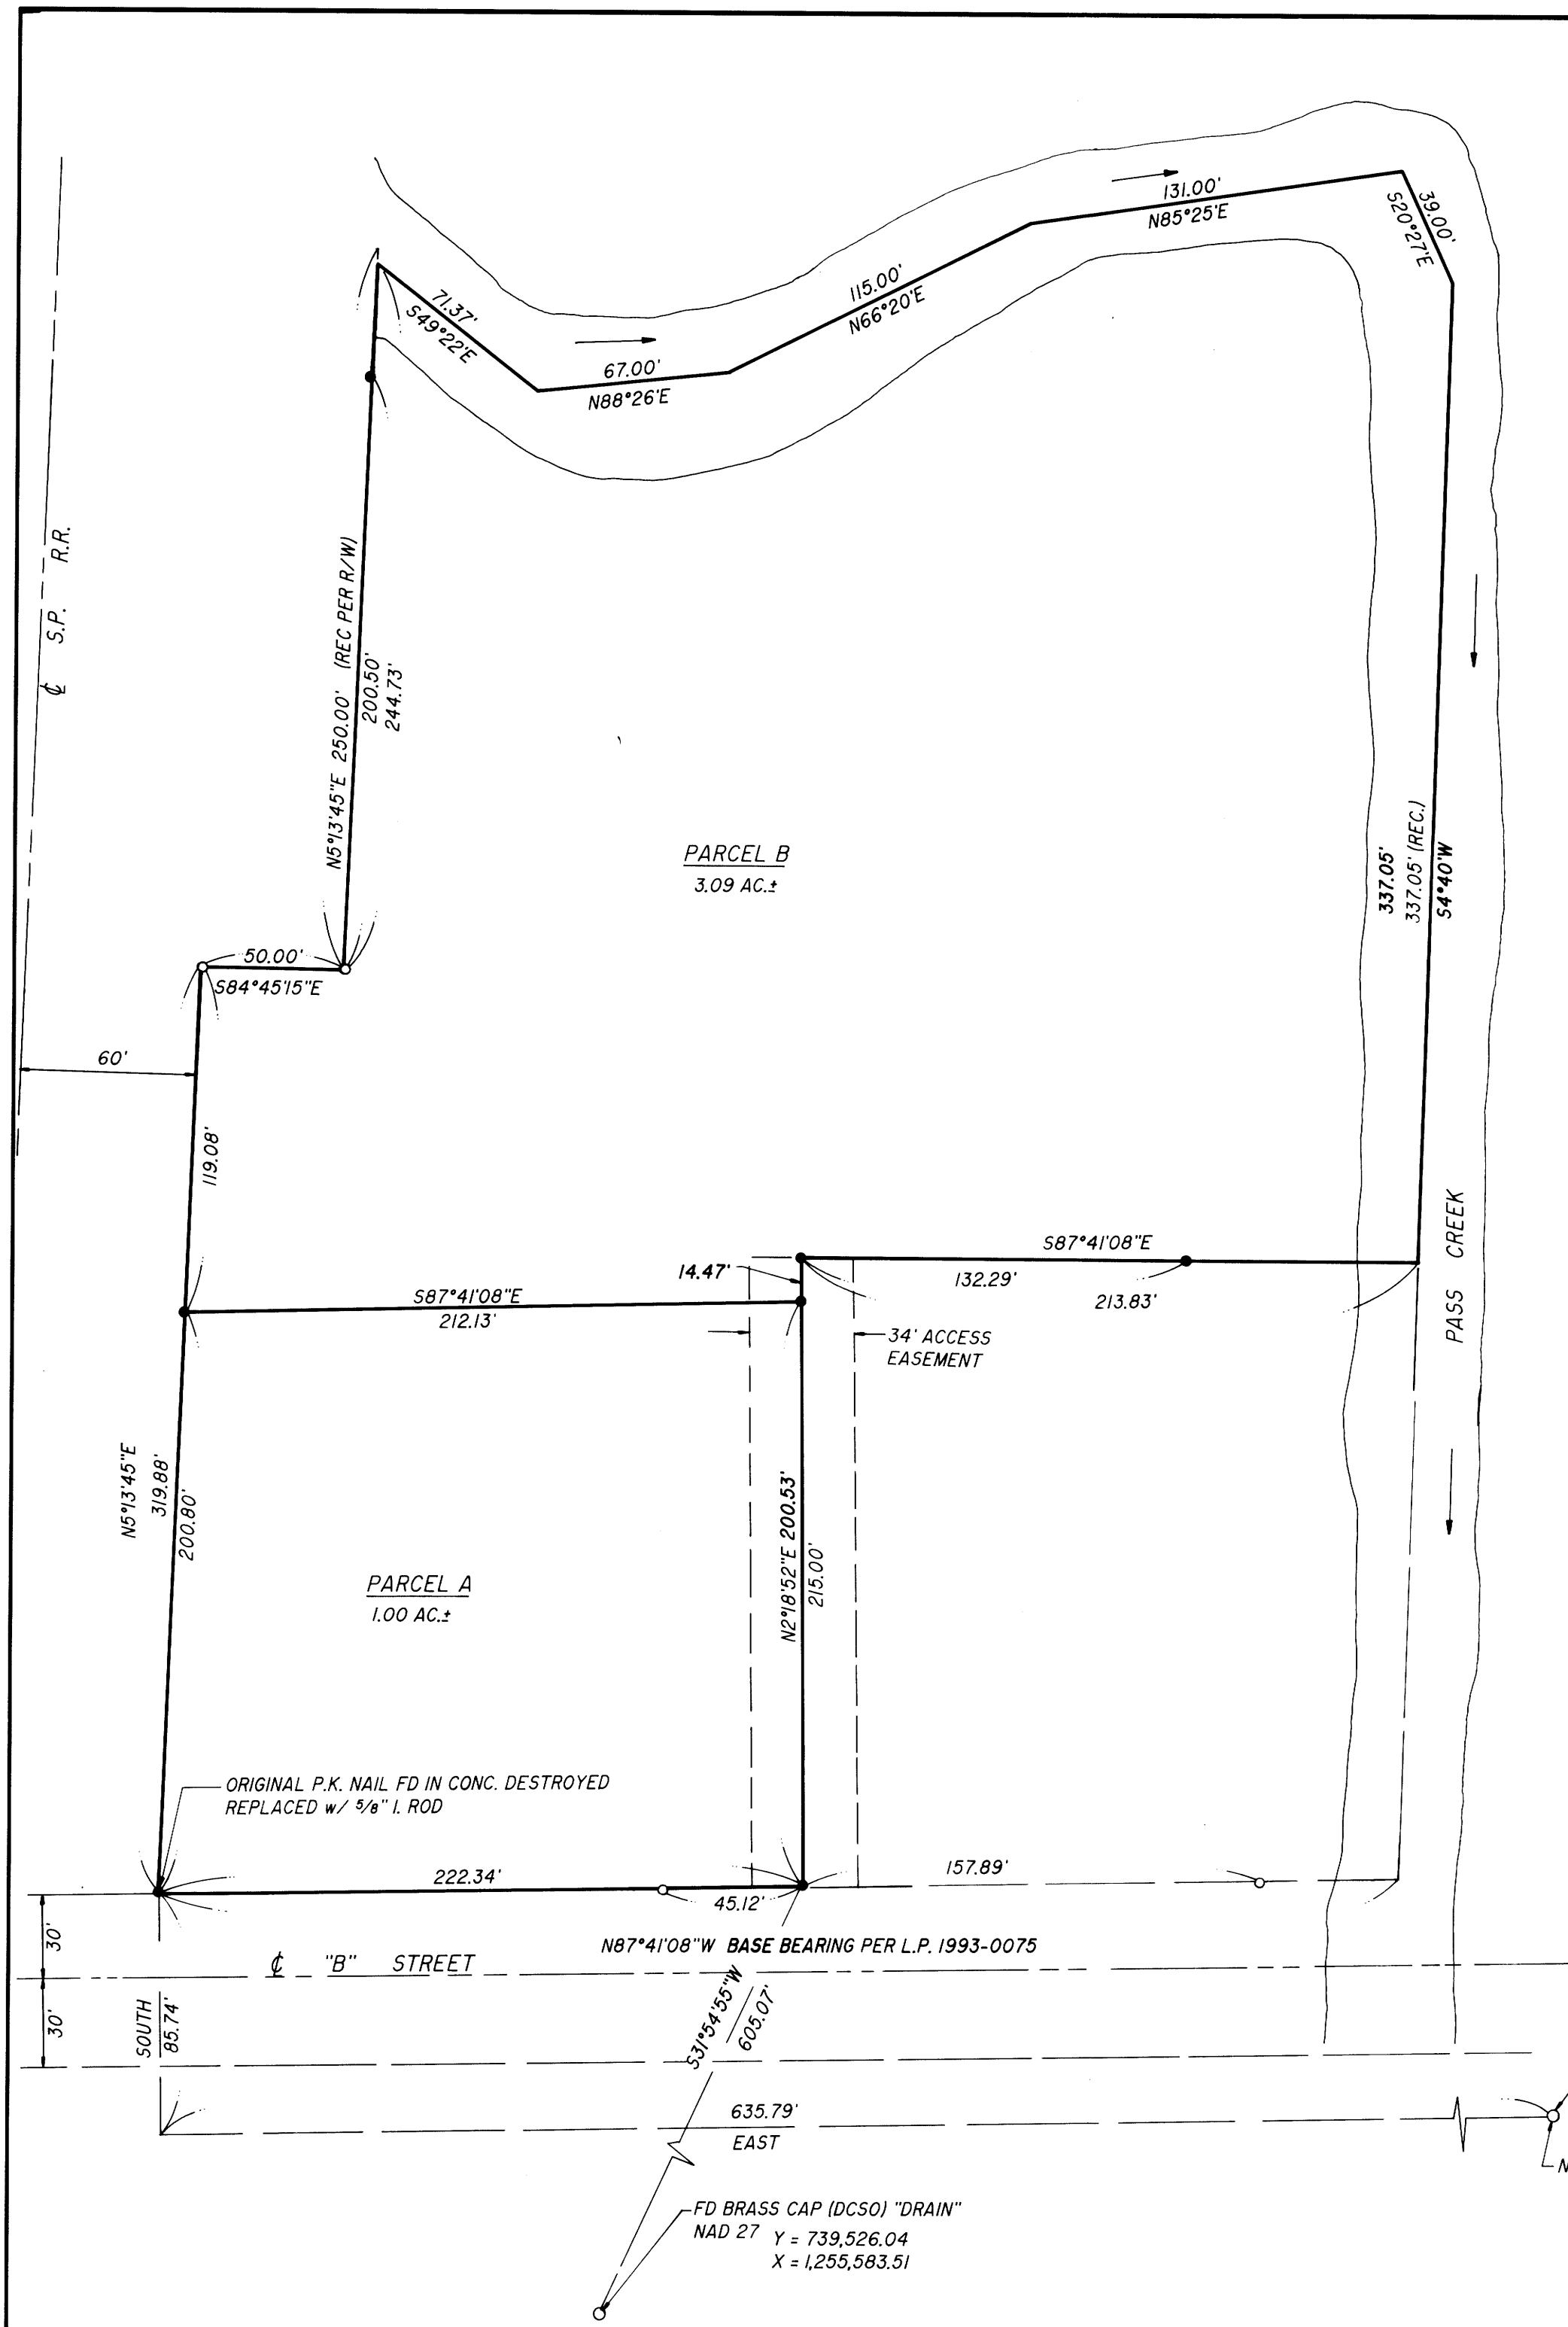 131.00'
N85°25'E
39.00'
S20°27'E
115.00'
N66°20'E
71.37'
S49°22'E
67.00'
N88°26'E
℄ S.P. R.R.
N5°13'45"E 250.00' (REC PER R/W)
200.50'
244.73'
PARCEL B
3.09 AC.±
337.05'
337.05' (REC.)
S4°40'W
50.00'
S84°45'15"E
60'
119.08'
PASS CREEK
S87°41'08"E
132.29'
213.83'
14.47'
S87°41'08"E
212.13'
34' ACCESS
EASEMENT
N5°13'45"E
319.88'
200.80'
N2°18'52"E 200.53'
215.00'
PARCEL A
1.00 AC.±
ORIGINAL P.K. NAIL FD IN CONC. DESTROYED
REPLACED w/ 5/8" I. ROD
222.34'
45.12'
157.89'
N87°41'08"W BASE BEARING PER L.P. 1993-0075
30'
℄ "B" STREET
30'
SOUTH
85.74'
S31°54'55"W
605.07'
635.79'
EAST
N
FD BRASS CAP (DCSO) "DRAIN"
NAD 27 Y = 739,526.04
X = 1,255,583.51